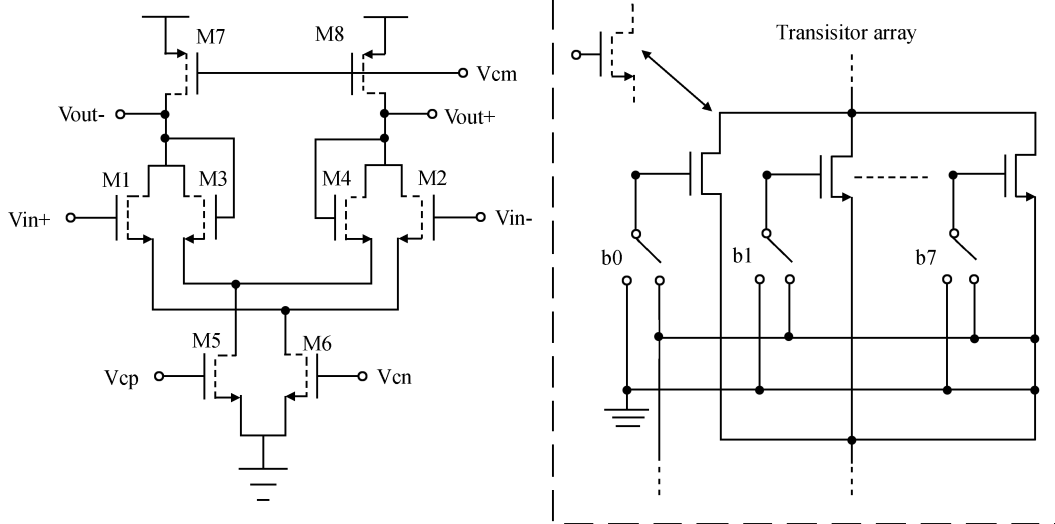 M7
M8
Transisitor array
Vcm
Vout-
Vout+
M1
M3
M4
M2
Vin+
Vin-
b0
b1
b7
M5
M6
Vcp
Vcn